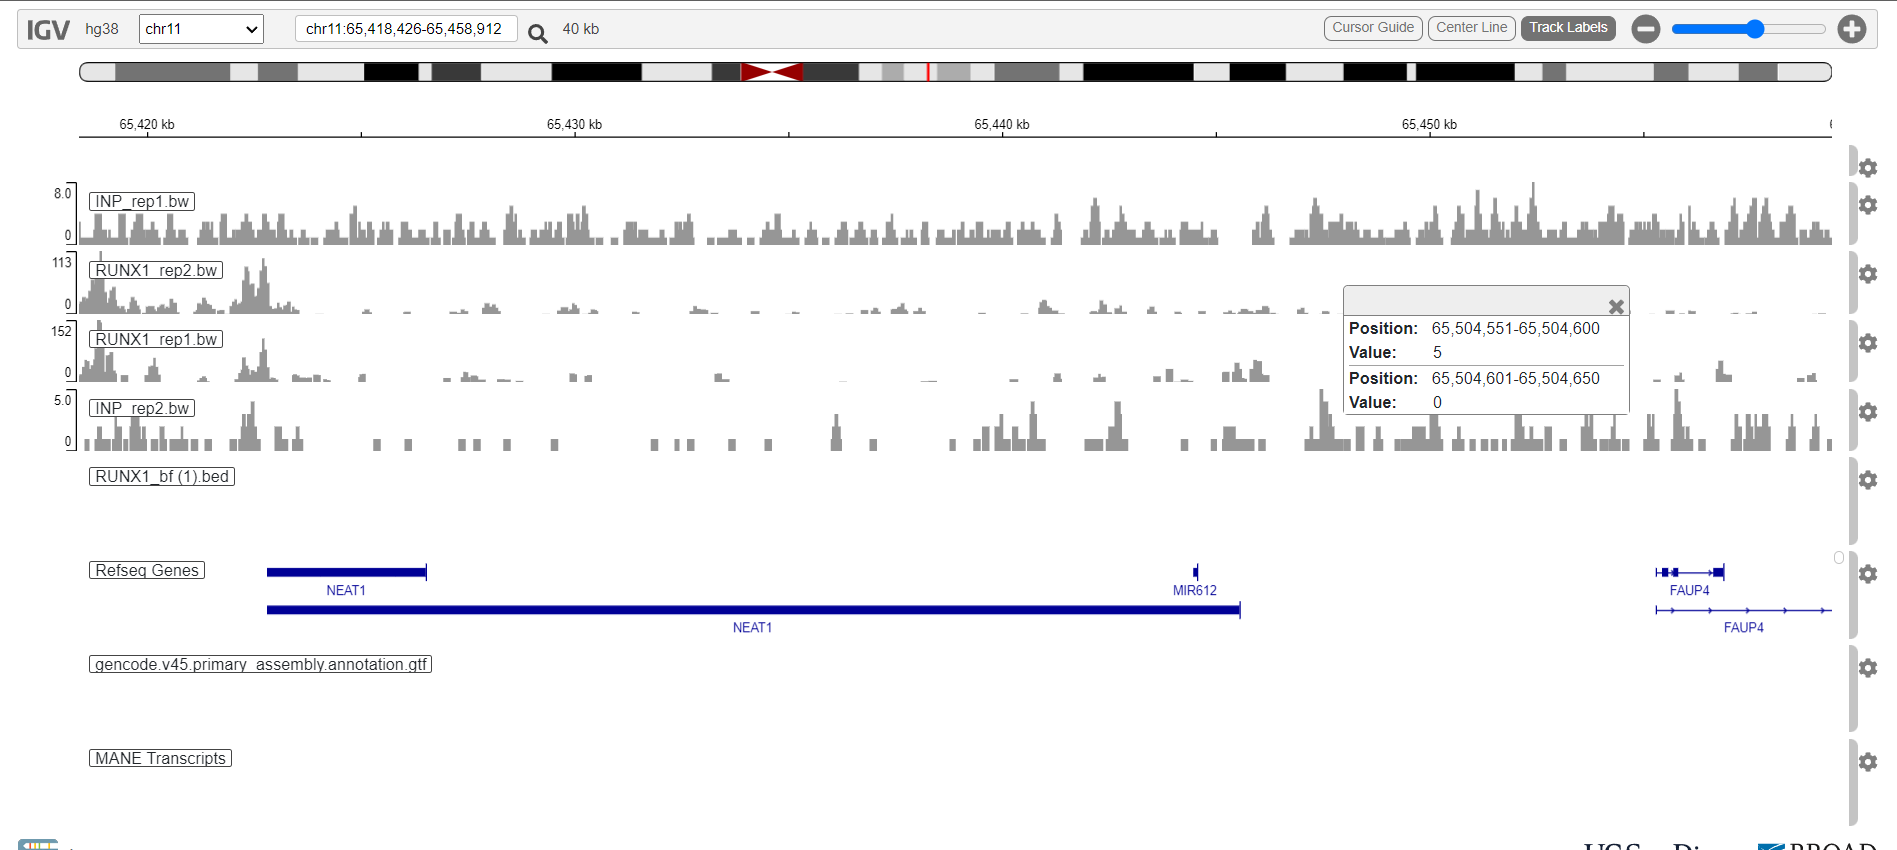 IGV hg38 chr11 chr11:65,418,426-65,458,912 40 kb Cursor Guide Center Line Track Labels
65,420 kb 65,430 kb 65,440 kb 65,450 kb
8.0 INP_rep1.bw
0
113 RUNX1_rep2.bw
0
152 RUNX1_rep1.bw
0
5.0 INP_rep2.bw
0
Position: 65,504,551-65,504,600
Value: 5
Position: 65,504,601-65,504,650
Value: 0
RUNX1_bf (1).bed
Refseq Genes
NEAT1 MIR612 FAUP4
NEAT1 FAUP4
gencode.v45.primary_assembly.annotation.gtf
MANE Transcripts
BROAD